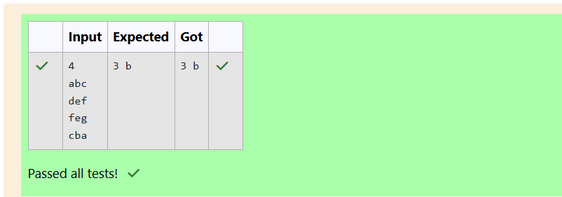 Input Expected Got
4 3 b 3 b
abc
def
feg
cba
Passed all tests!